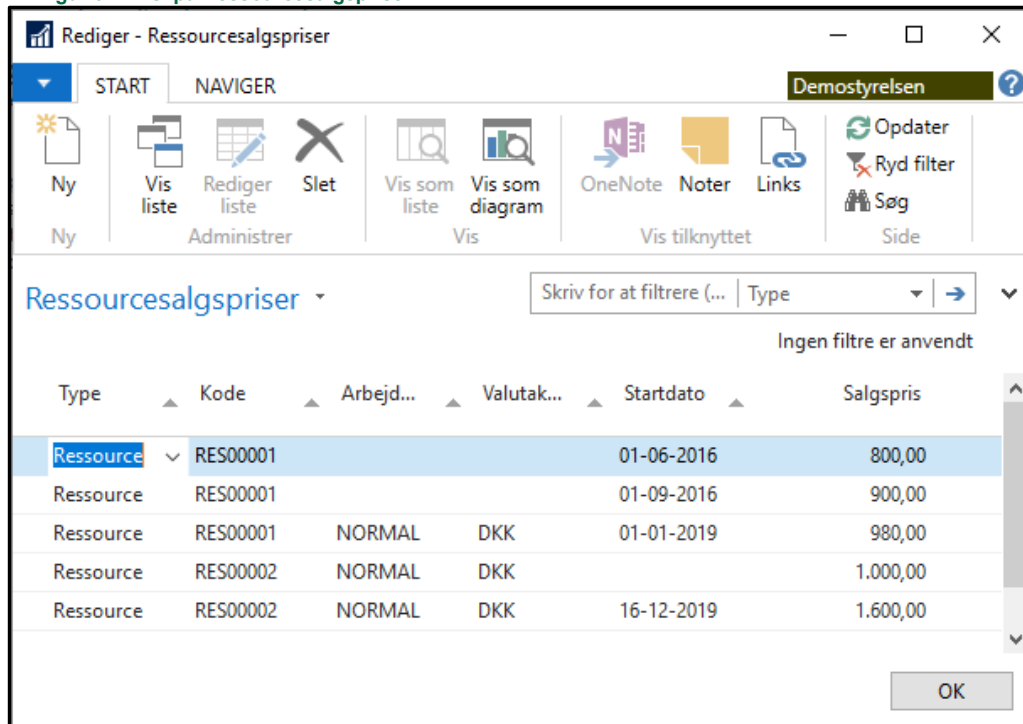 Rediger - Ressourcesalgspriser
START NAVIGER Demostyrelsen ?
Ny Vis liste Rediger liste Slet Vis som liste Vis som diagram OneNote Noter Links Opdater
Ryd filter
Søg
Ny Administrer Vis Vis tilknyttet Side
Ressourcesalgspriser Skriv for at filtrere (... Type
Ingen filtre er anvendt
Type Kode Arbejd... Valutak... Startdato Salgspris
Ressource RES00001 01-06-2016 800,00
Ressource RES00001 01-09-2016 900,00
Ressource RES00001 NORMAL DKK 01-01-2019 980,00
Ressource RES00002 NORMAL DKK 1.000,00
Ressource RES00002 NORMAL DKK 16-12-2019 1.600,00
OK